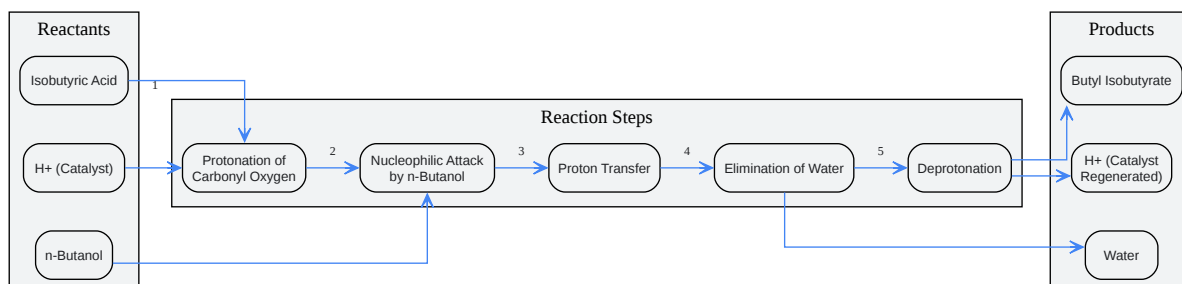 Reactants
Products
Isobutyric Acid
1
Butyl Isobutyrate
Reaction Steps
H+ (Catalyst)
Protonation of
Carbonyl Oxygen
2
Nucleophilic Attack
by n-Butanol
3
Proton Transfer
4
Elimination of Water
5
Deprotonation
H+ (Catalyst
Regenerated)
n-Butanol
Water